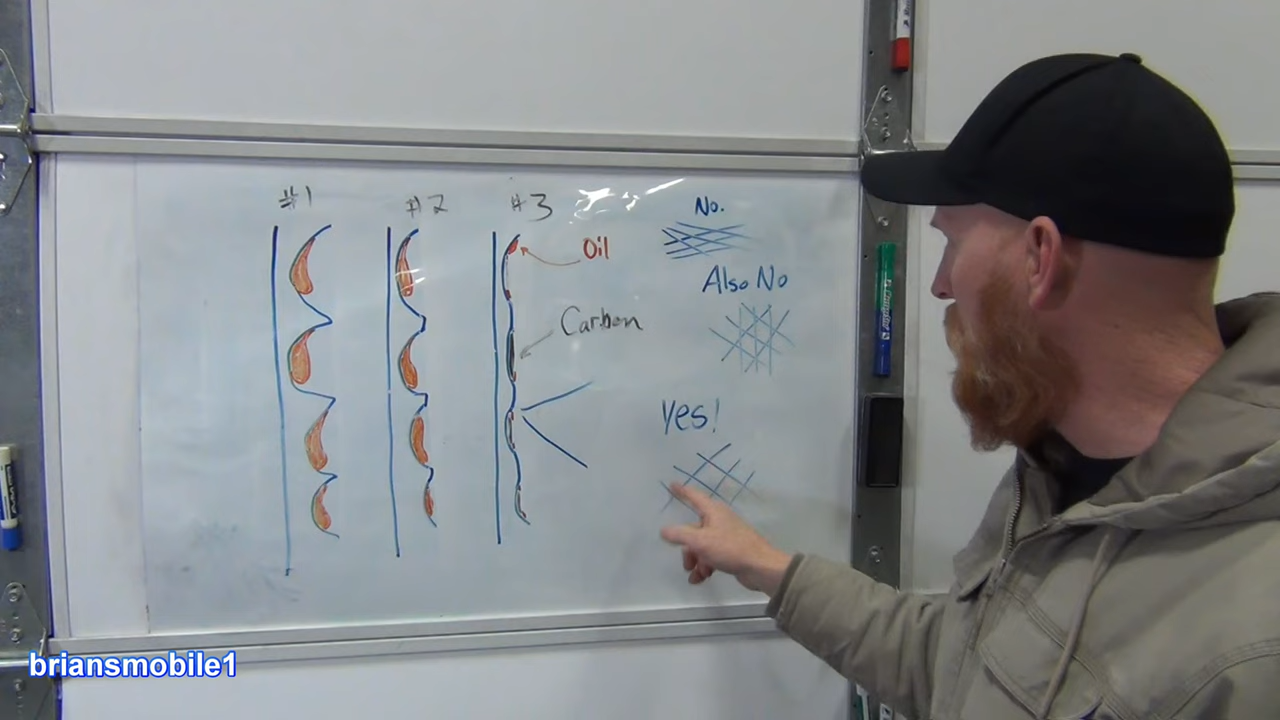 #1
#2
#3
Oil
Carbon
No.
Also No
Yes!
briansmobile1